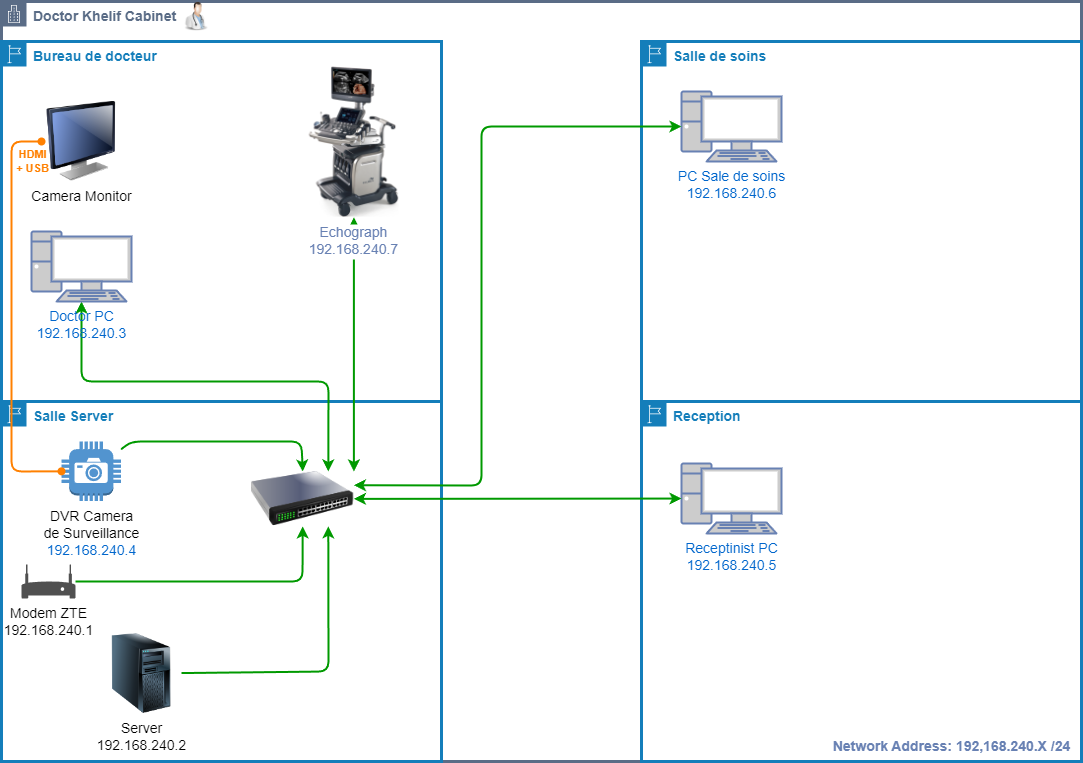 Doctor Khelif Cabinet
Bureau de docteur
HDMI
+ USB
Camera Monitor
Echograph
192.168.240.7
Doctor PC
192.168.240.3
Salle de soins
PC Sale de soins
192.168.240.6
Salle Server
DVR Camera
de Surveillance
192.168.240.4
Modem ZTE
192.168.240.1
Server
192.168.240.2
Reception
Receptinist PC
192.168.240.5
Network Address: 192,168.240.X /24